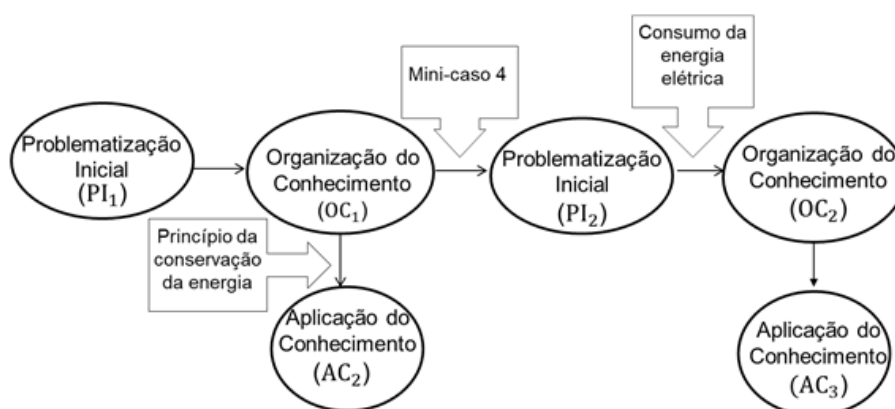 Problematização
Inicial
(PI₁)
Organização do
Conhecimento
(OC₁)
Mini-caso 4
Problematização
Inicial
(PI₂)
Consumo da
energia
elétrica
Organização do
Conhecimento
(OC₂)
Princípio da
conservação
da energia
Aplicação do
Conhecimento
(AC₂)
Aplicação do
Conhecimento
(AC₃)